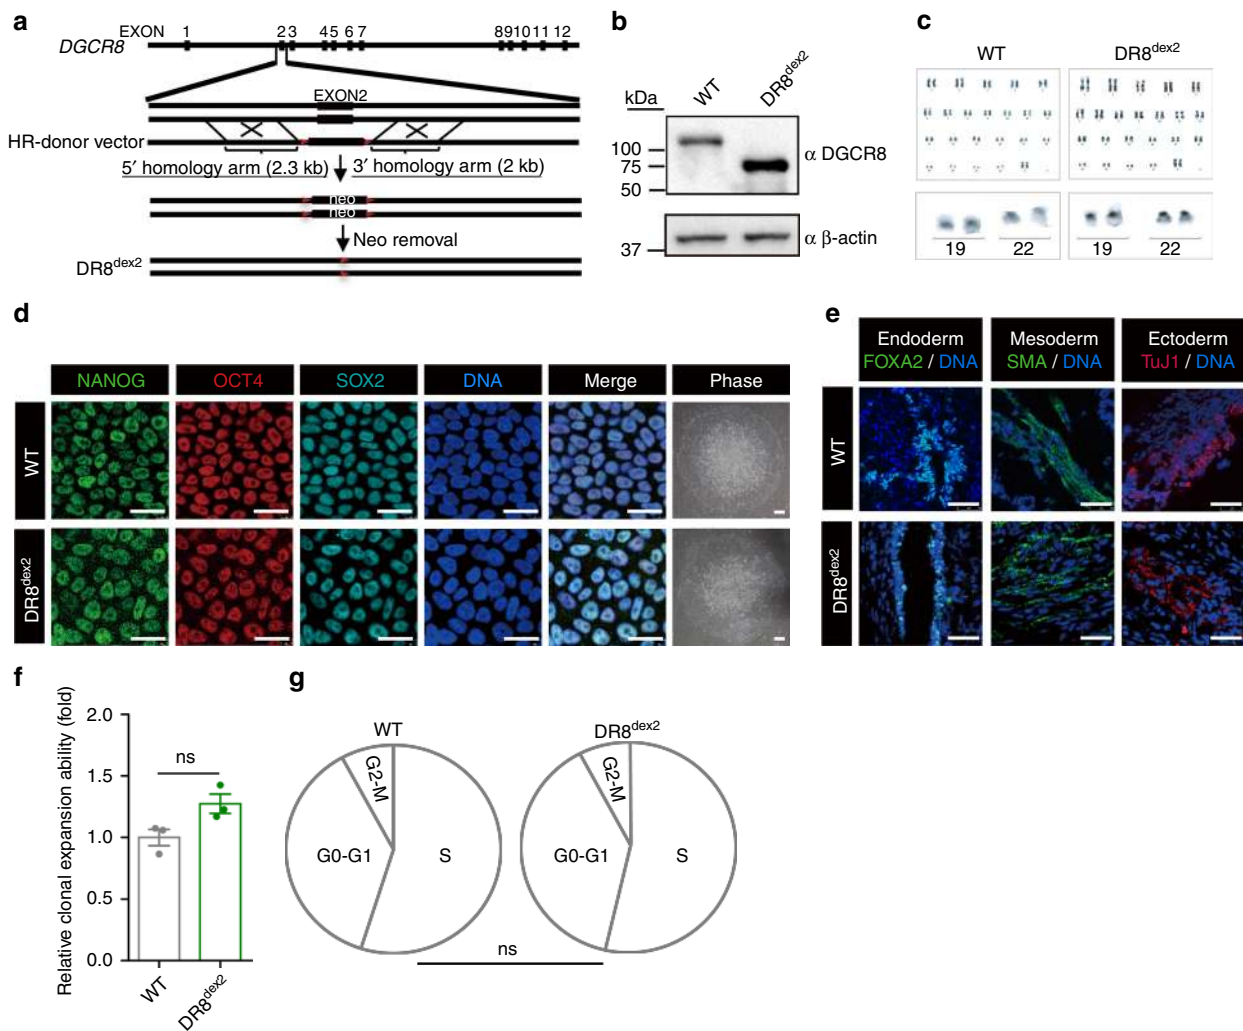 a
EXON 1 2 3 4 5 6 7 8 9 10 11 12
DGCR8
EXON2
HR-donor vector
5′ homology arm (2.3 kb) 3′ homology arm (2 kb)
neo
neo
Neo removal
DR8dex2
b
kDa WT DR8dex2
100
75
50
α DGCR8
37
α β-actin
c
WT DR8dex2
19 22 19 22
d
NANOG OCT4 SOX2 DNA Merge Phase
WT
DR8dex2
e
Endoderm Mesoderm Ectoderm
FOXA2 / DNA SMA / DNA TuJ1 / DNA
WT
DR8dex2
f
Relative clonal expansion ability (fold)
2.0
1.5
1.0
0.5
0.0
ns
WT DR8dex2
g
WT DR8dex2
G2-M G2-M
G0-G1 S G0-G1 S
ns